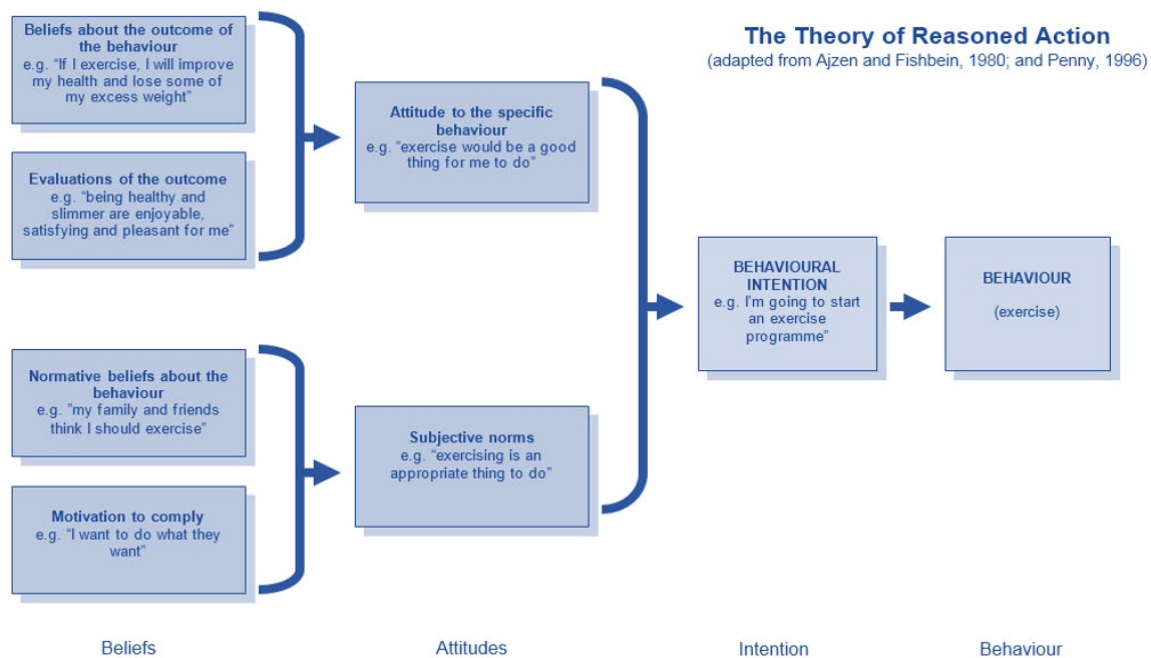 The Theory of Reasoned Action
(adapted from Ajzen and Fishbein, 1980; and Penny, 1996)
Beliefs about the outcome of
the behaviour
e.g. “If I exercise, I will improve
my health and lose some of
my excess weight”
Evaluations of the outcome
e.g. “being healthy and
slimmer are enjoyable,
satisfying and pleasant for me”
Attitude to the specific
behaviour
e.g. “exercise would be a good
thing for me to do”
Normative beliefs about the
behaviour
e.g. “my family and friends
think I should exercise”
Motivation to comply
e.g. “I want to do what they
want”
Subjective norms
e.g. “exercising is an
appropriate thing to do”
BEHAVIOURAL
INTENTION
e.g. I’m going to start
an exercise
programme”
BEHAVIOUR
(exercise)
Beliefs
Attitudes
Intention
Behaviour